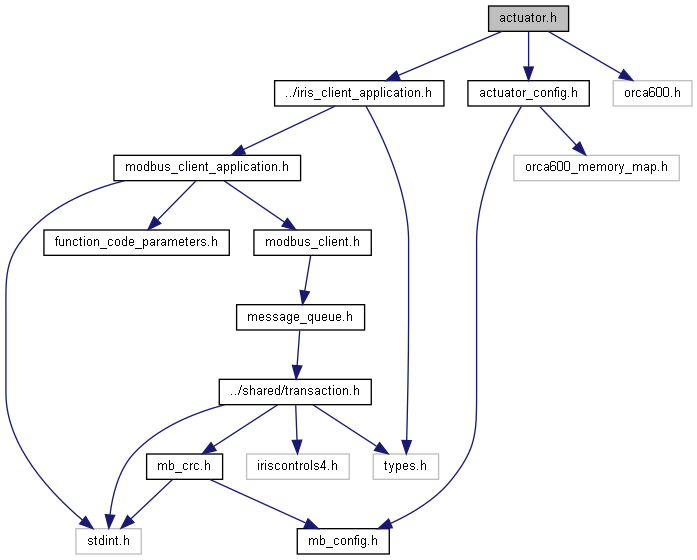 actuator.h
../iris_client_application.h
actuator_config.h
orca600.h
modbus_client_application.h
orca600_memory_map.h
function_code_parameters.h
modbus_client.h
message_queue.h
../shared/transaction.h
mb_crc.h
iriscontrols4.h
types.h
stdint.h
mb_config.h